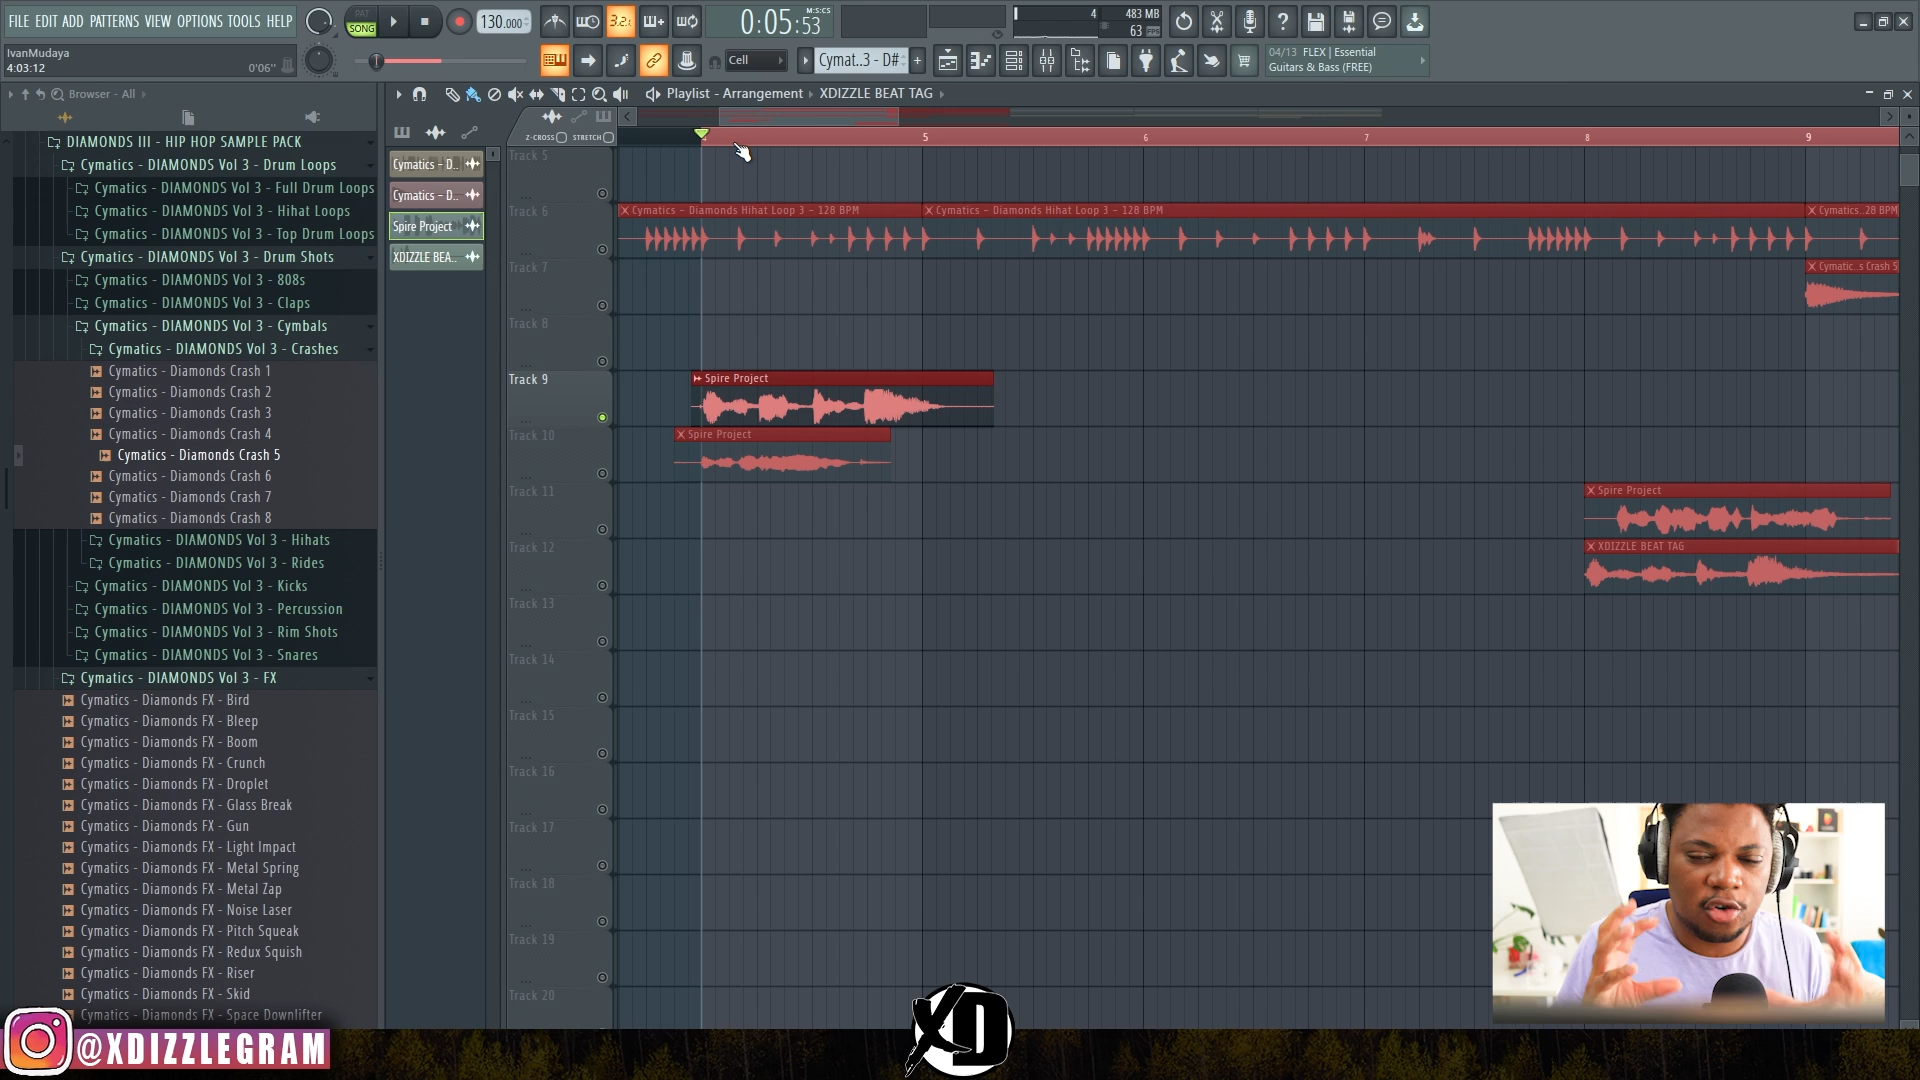 FILE EDIT ADD PATTERNS VIEW OPTIONS TOOLS HELP
PAT
SONG
130.000
3.2.
0:05:53
M:S:CS
4
483 MB
63
IvanMudaya
4:03:12
0'06"
Cell
Cymat..3 - D#
04/13 FLEX | Essential
Guitars & Bass (FREE)
Browser - All
Playlist - Arrangement
XDIZZLE BEAT TAG
Z-CROSS
STRETCH
5
6
7
8
9
DIAMONDS III - HIP HOP SAMPLE PACK
Cymatics - DIAMONDS Vol 3 - Drum Loops
Cymatics - DIAMONDS Vol 3 - Full Drum Loops
Cymatics - DIAMONDS Vol 3 - Hihat Loops
Cymatics - DIAMONDS Vol 3 - Top Drum Loops
Cymatics - DIAMONDS Vol 3 - Drum Shots
Cymatics - DIAMONDS Vol 3 - 808s
Cymatics - DIAMONDS Vol 3 - Claps
Cymatics - DIAMONDS Vol 3 - Cymbals
Cymatics - DIAMONDS Vol 3 - Crashes
Cymatics - Diamonds Crash 1
Cymatics - Diamonds Crash 2
Cymatics - Diamonds Crash 3
Cymatics - Diamonds Crash 4
Cymatics - Diamonds Crash 5
Cymatics - Diamonds Crash 6
Cymatics - Diamonds Crash 7
Cymatics - Diamonds Crash 8
Cymatics - DIAMONDS Vol 3 - Hihats
Cymatics - DIAMONDS Vol 3 - Rides
Cymatics - DIAMONDS Vol 3 - Kicks
Cymatics - DIAMONDS Vol 3 - Percussion
Cymatics - DIAMONDS Vol 3 - Rim Shots
Cymatics - DIAMONDS Vol 3 - Snares
Cymatics - DIAMONDS Vol 3 - FX
Cymatics - Diamonds FX - Bird
Cymatics - Diamonds FX - Bleep
Cymatics - Diamonds FX - Boom
Cymatics - Diamonds FX - Crunch
Cymatics - Diamonds FX - Droplet
Cymatics - Diamonds FX - Glass Break
Cymatics - Diamonds FX - Gun
Cymatics - Diamonds FX - Light Impact
Cymatics - Diamonds FX - Metal Spring
Cymatics - Diamonds FX - Metal Zap
Cymatics - Diamonds FX - Noise Laser
Cymatics - Diamonds FX - Pitch Squeak
Cymatics - Diamonds FX - Redux Squish
Cymatics - Diamonds FX - Riser
Cymatics - Diamonds FX - Skid
Cymatics - Diamonds FX - Space Downlifter
Cymatics - D..
Cymatics - D..
Spire Project
XDIZZLE BEA..
Track 5
Track 6
Cymatics - Diamonds Hihat Loop 3 - 128 BPM
Cymatics - Diamonds Hihat Loop 3 - 128 BPM
Cymatics..28 BPM
Track 7
Cymatic..s Crash 5
Track 8
Track 9
Spire Project
Track 10
Spire Project
Track 11
Spire Project
Track 12
XDIZZLE BEAT TAG
Track 13
Track 14
Track 15
Track 16
Track 17
Track 18
Track 19
Track 20
@XDIZZLEGRAM
XD